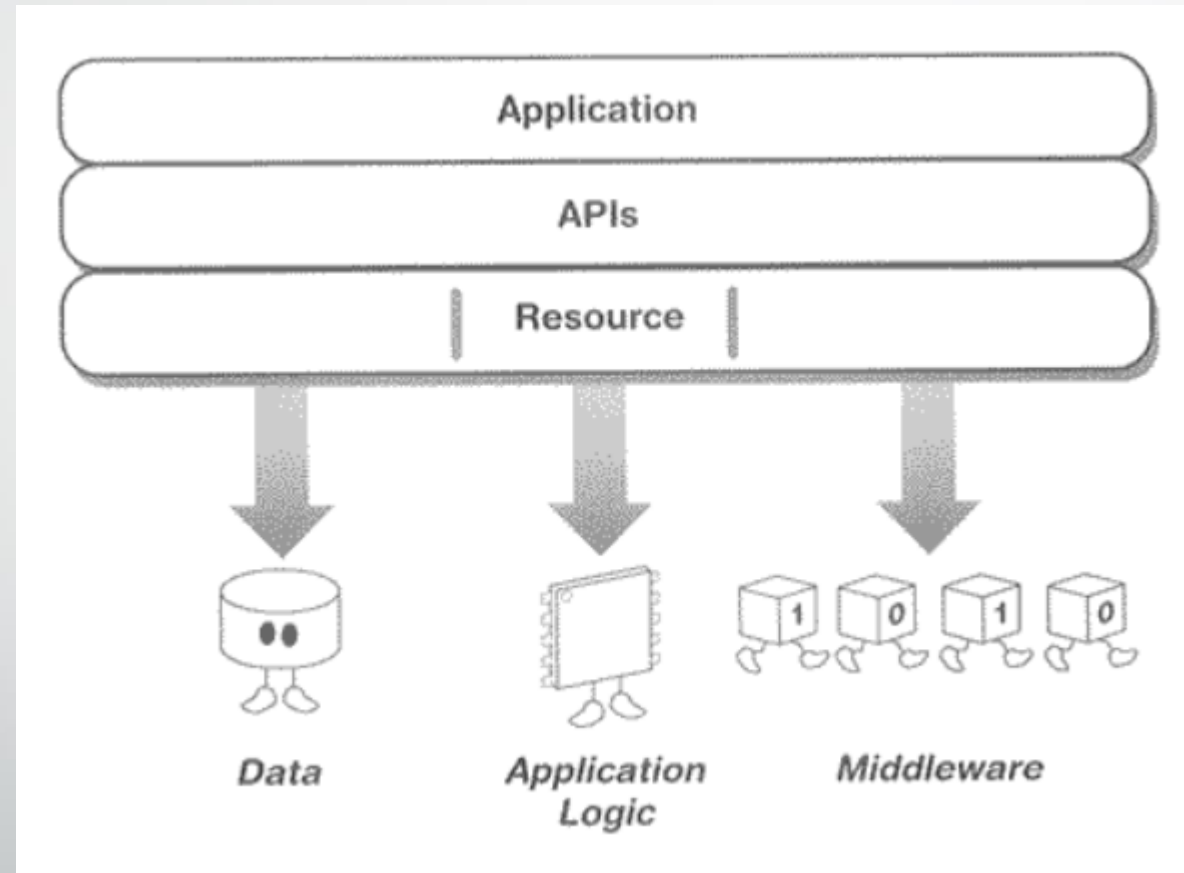 Application
APIs
Resource
1 0 1 0
Data
Application
Logic
Middleware